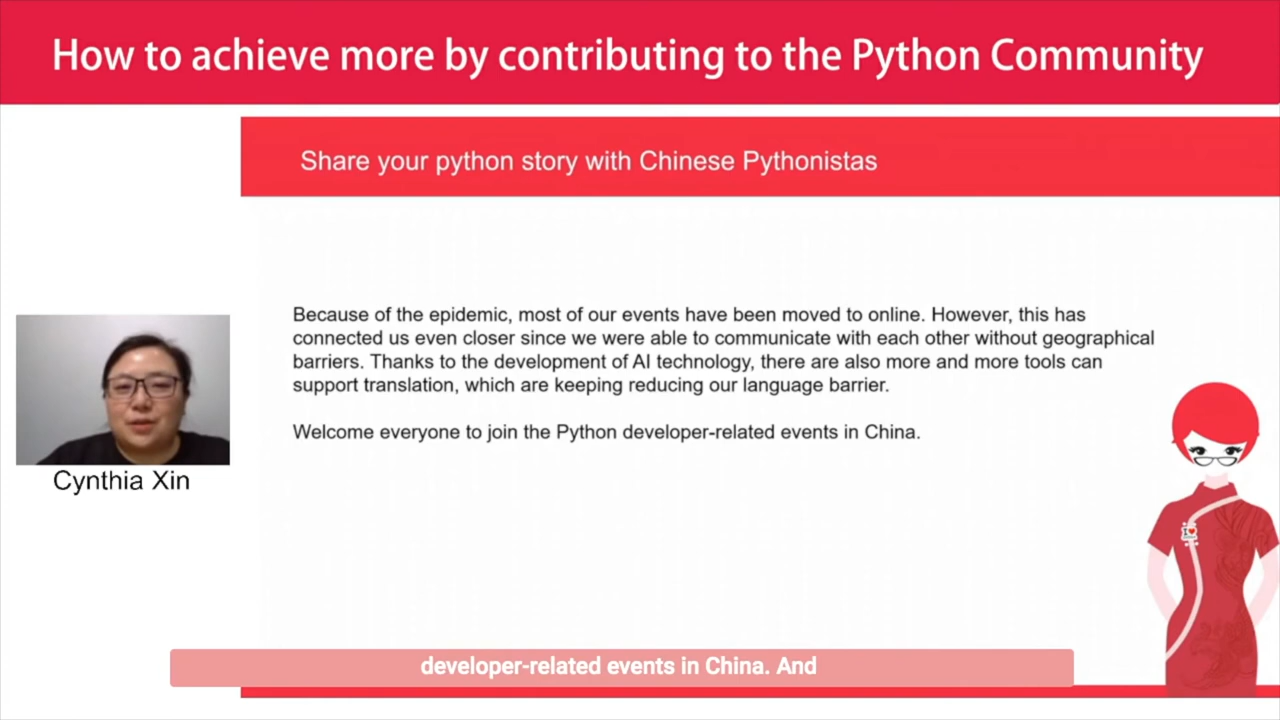 How to achieve more by contributing to the Python Community
Share your python story with Chinese Pythonistas
Because of the epidemic, most of our events have been moved to online. However, this has
connected us even closer since we were able to communicate with each other without geographical
barriers. Thanks to the development of AI technology, there are also more and more tools can
support translation, which are keeping reducing our language barrier.
Welcome everyone to join the Python developer-related events in China.
Cynthia Xin
developer-related events in China. And